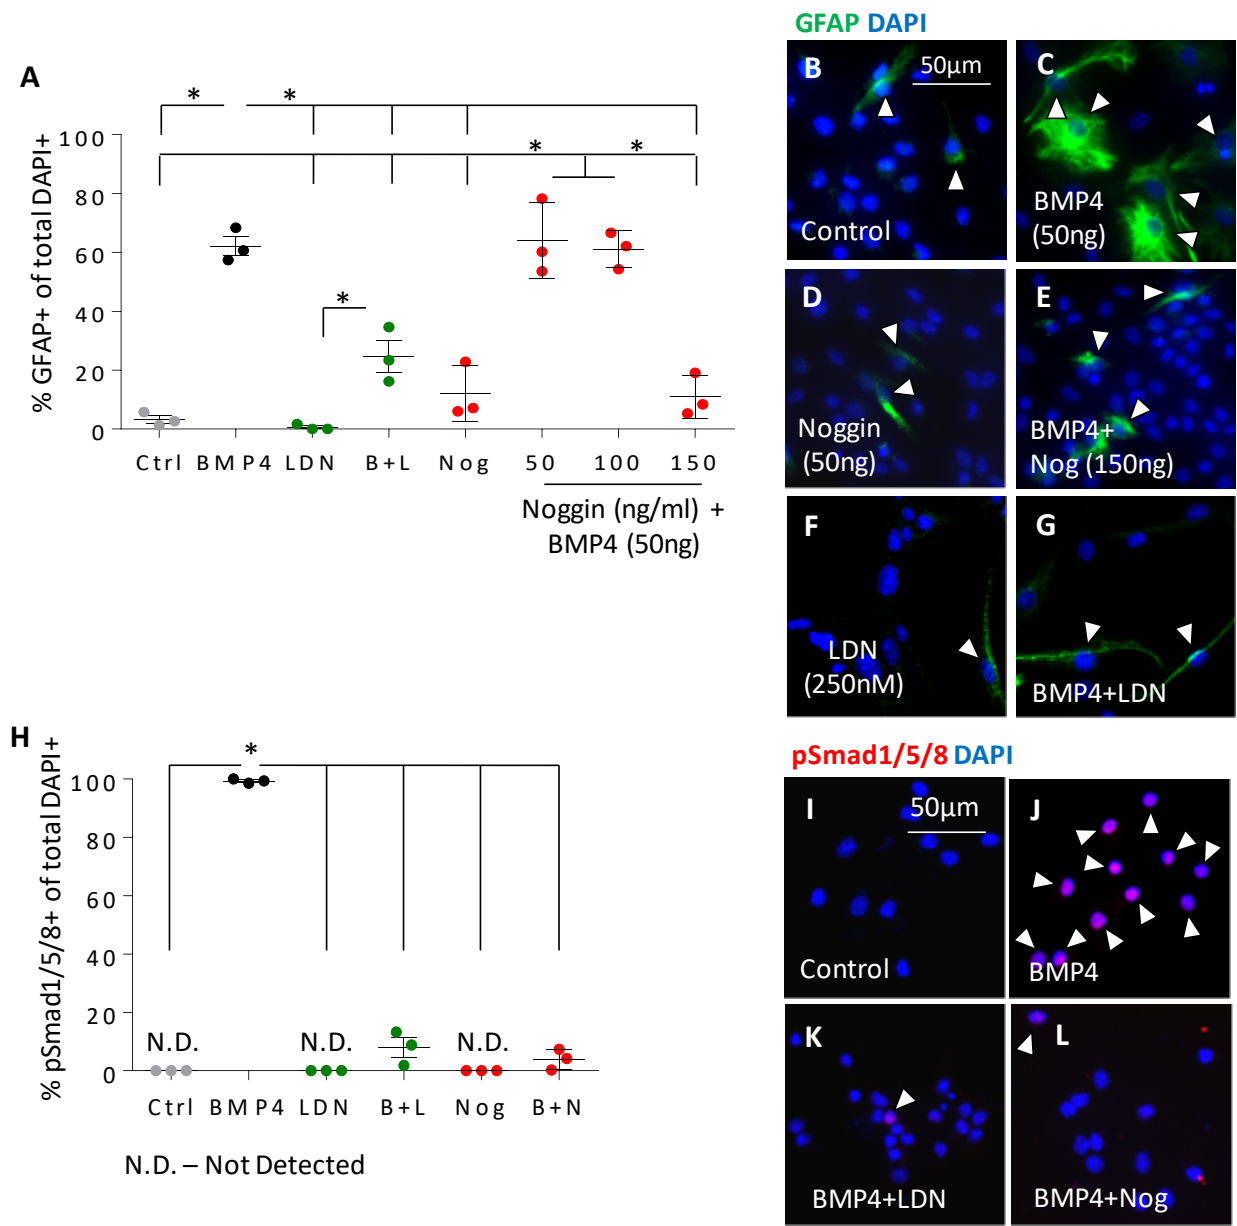 A
* *
100
* *
80
60
40
*
20
0
% GFAP+ of total DAPI+
Ctrl BMP4 LDN B+L Nog 50 100 150
Noggin (ng/ml) +
BMP4 (50ng)
GFAP DAPI
B
50µm
Control
C
BMP4
(50ng)
D
Noggin
(50ng)
E
BMP4+
Nog (150ng)
F
LDN
(250nM)
G
BMP4+LDN
H
*
100
80
60
40
20
0
% pSmad1/5/8+ of total DAPI+
N.D. N.D. N.D.
Ctrl BMP4 LDN B+L Nog B+N
N.D. – Not Detected
pSmad1/5/8 DAPI
I
50µm
Control
J
BMP4
K
BMP4+LDN
L
BMP4+Nog